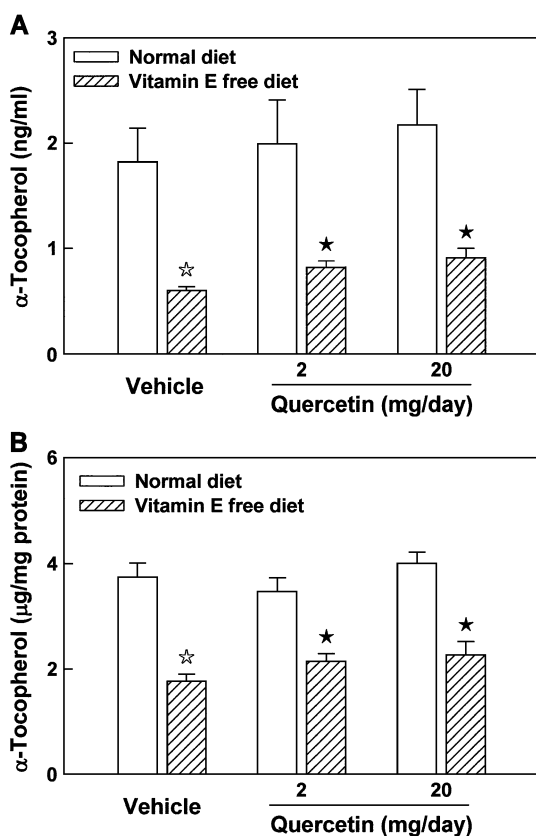 A
α-Tocopherol (ng/ml)
3
2
1
0
Normal diet
Vitamin E free diet
Vehicle
2
20
Quercetin (mg/day)
B
α-Tocopherol (μg/mg protein)
6
4
2
0
Normal diet
Vitamin E free diet
Vehicle
2
20
Quercetin (mg/day)